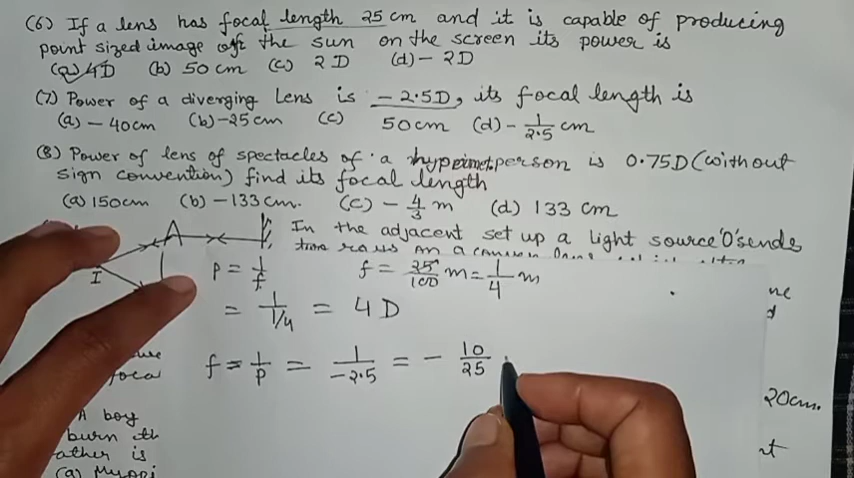 (6) If a lens has focal length 25 cm and it is capable of producing
point sized image of the sun on the screen its power is
(a) 4D (b) 50 cm (c) 2 D (d) - 2D
(7) Power of a diverging Lens is - 2.5D, its focal length is
(a) - 40cm (b) -25 cm (c) 50cm (d) - 1/2.5 cm
(8) Power of lens of spectacles of a person is 0.75D (without
sign convention) find its focal length
(a) 150cm (b) - 133 cm. (c) - 4/3 m (d) 133 cm
A In the adjacent set up a light source 'O' sends
I
P = 1/f f = 25/100 m = 1/4 m
= 1/1/4 = 4 D
f = 1/P = 1/-2.5 = - 10/25
20cm.
A boy
burn
is
(a)